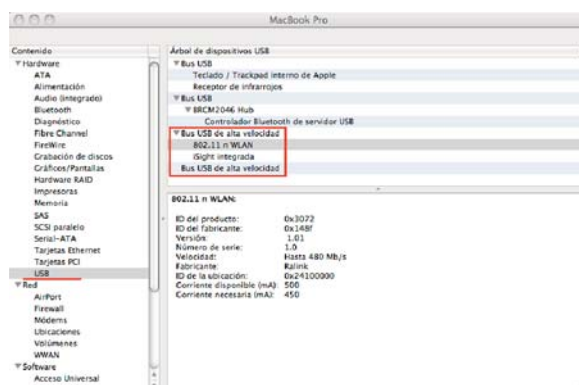 MacBook Pro
Contenido
▼Hardware
ATA
Alimentación
Audio (integrado)
Bluetooth
Diagnóstico
Fibre Channel
FireWire
Grabación de discos
Gráficos/Pantallas
Hardware RAID
Impresoras
Memoria
SAS
SCSI paralelo
Serial-ATA
Tarjetas Ethernet
Tarjetas PCI
USB
▼Red
AirPort
Firewall
Módems
Ubicaciones
Volúmenes
WWAN
▼Software
Acceso Universal
Árbol de dispositivos USB
▼Bus USB
Teclado / Trackpad interno de Apple
Receptor de infrarrojos
▼Bus USB
▼BRCM2046 Hub
Controlador Bluetooth de servidor USB
▼Bus USB de alta velocidad
802.11 n WLAN
iSight integrada
Bus USB de alta velocidad
802.11 n WLAN:
ID del producto: 0x3072
ID del fabricante: 0x148f
Versión: 1.01
Número de serie: 1.0
Velocidad: Hasta 480 Mb/s
Fabricante: Ralink
ID de la ubicación: 0x24100000
Corriente disponible (mA): 500
Corriente necesaria (mA): 450